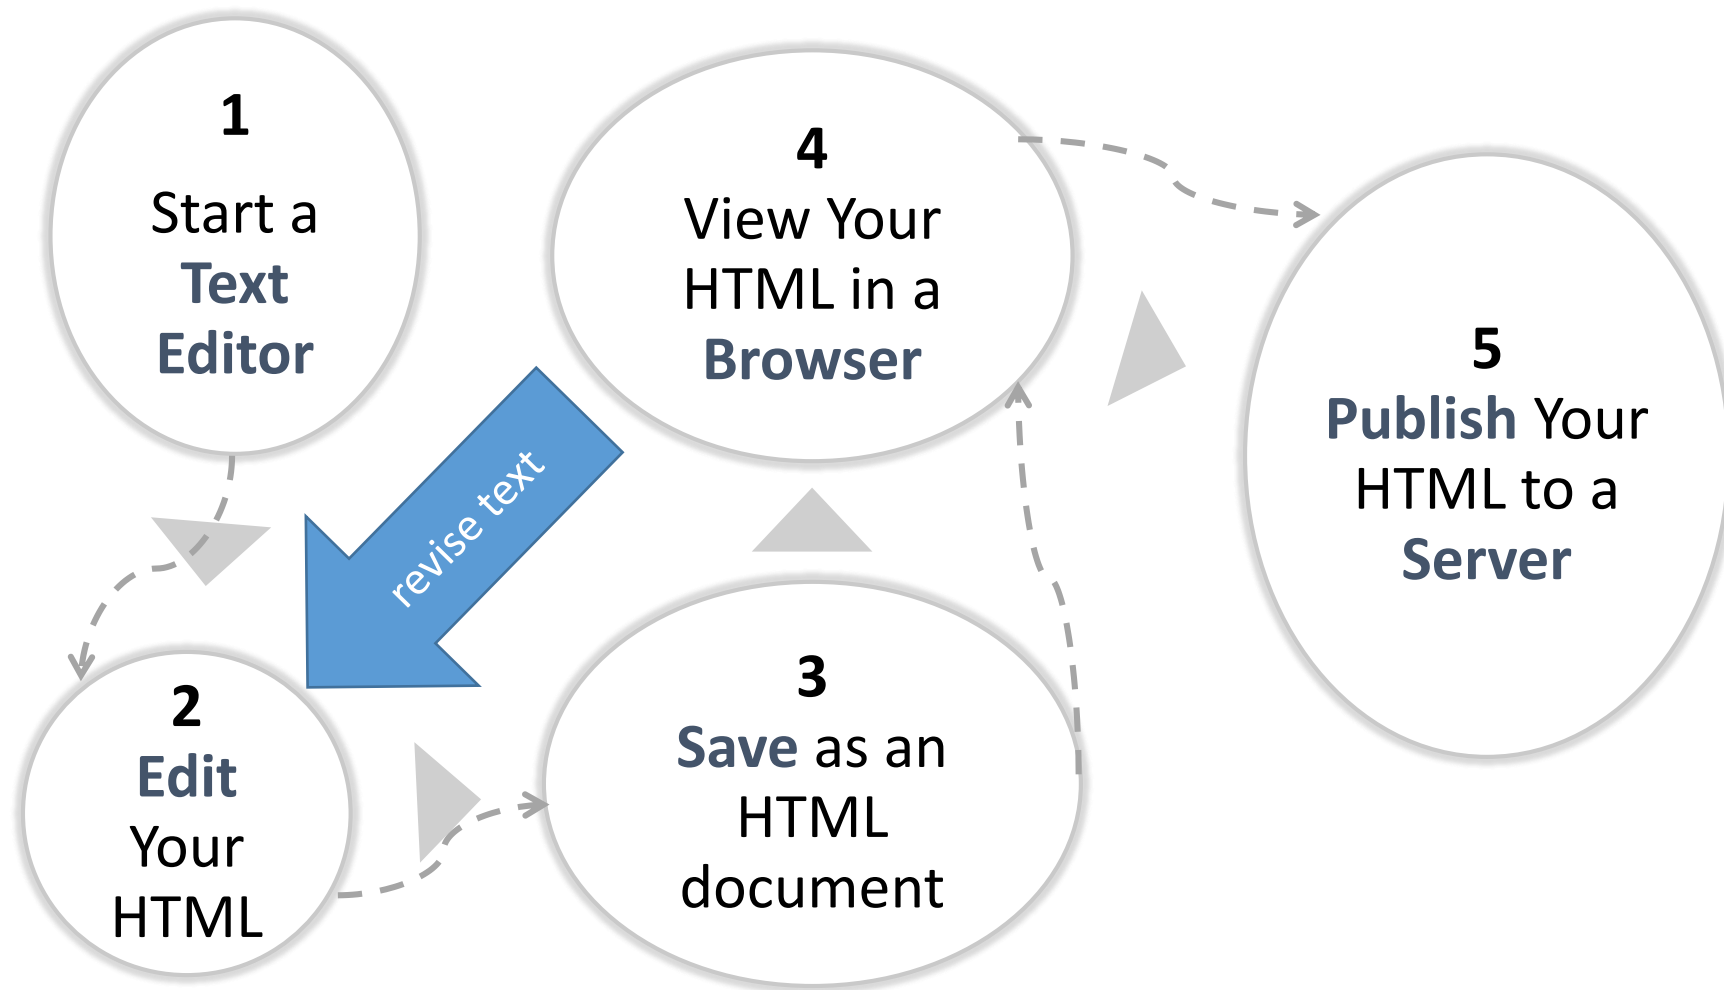 1
Start a
Text
Editor
2
Edit
Your
HTML
3
Save as an
HTML
document
4
View Your
HTML in a
Browser
revise text
5
Publish Your
HTML to a
Server